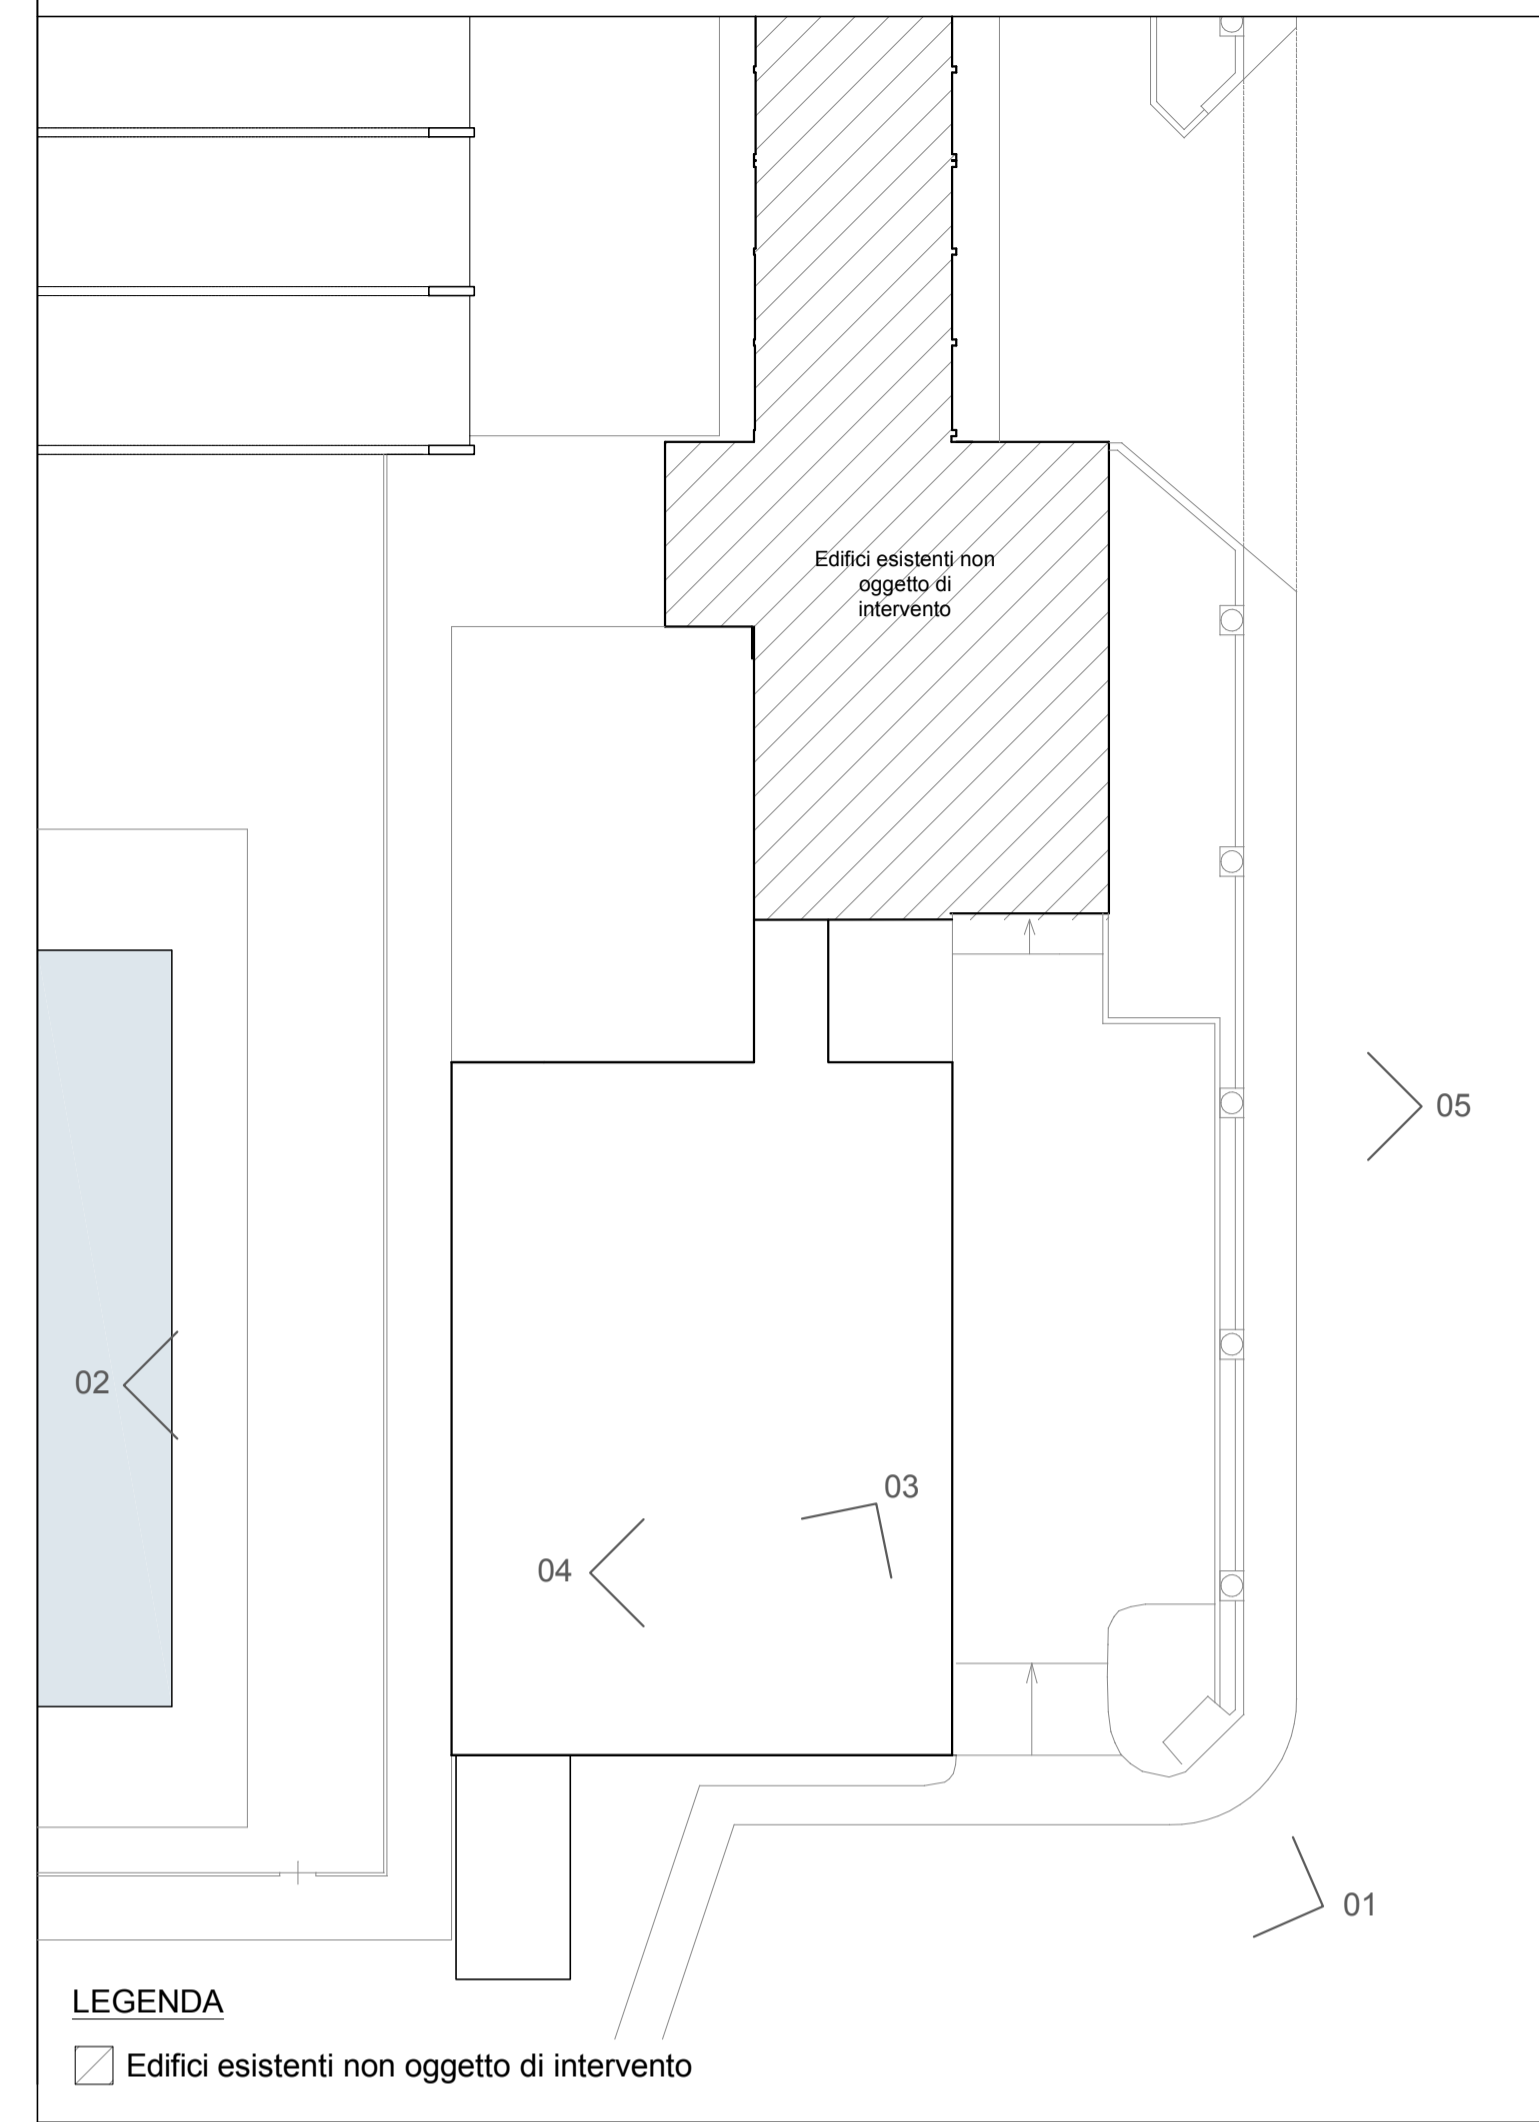 Edifici esistenti non
oggetto di
intervento
05
02
03
04
01
LEGENDA
Edifici esistenti non oggetto di intervento